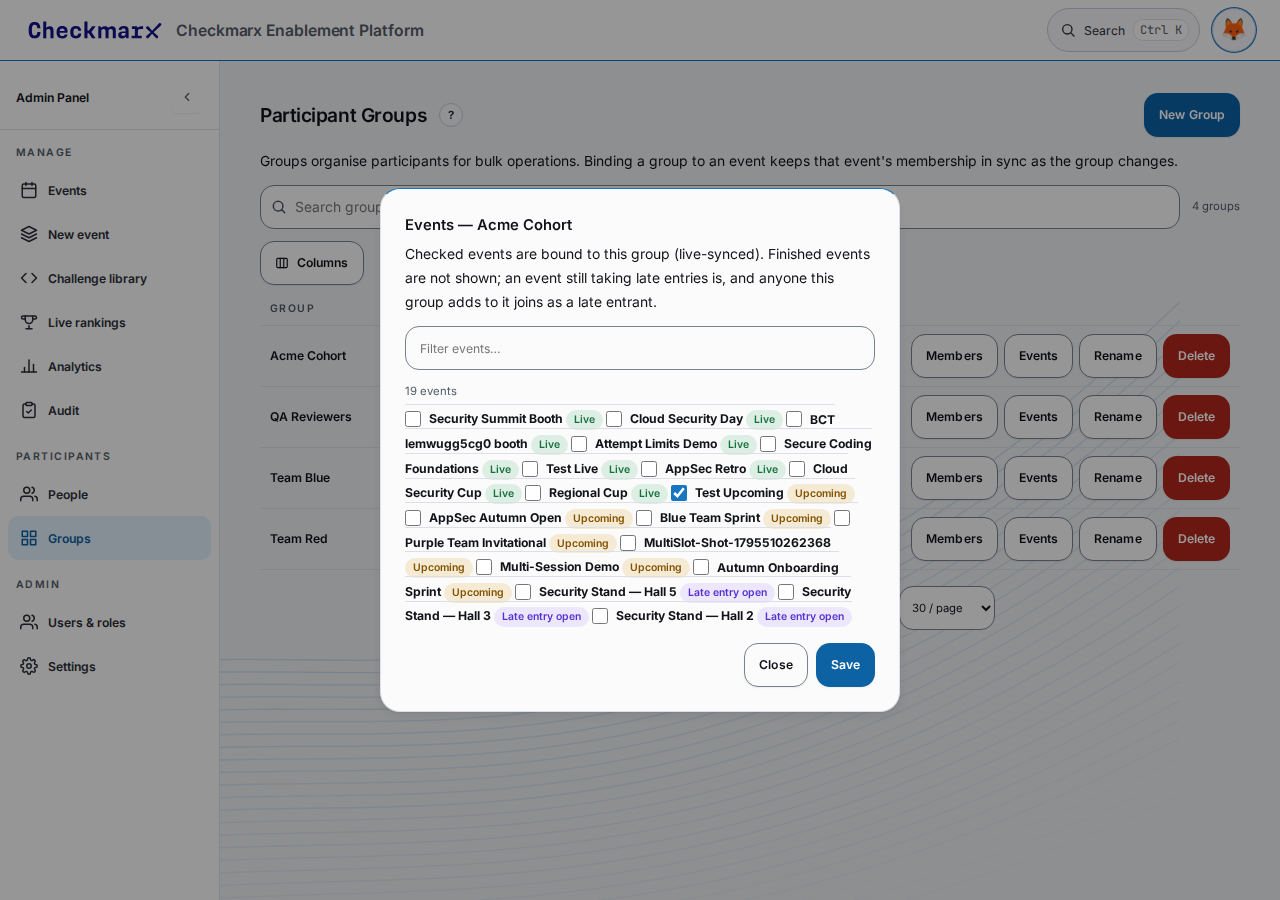 Checkmarx Checkmarx Enablement Platform Search Ctrl K
Admin Panel
Participant Groups ? New Group
MANAGE
Groups organise participants for bulk operations. Binding a group to an event keeps that event's membership in sync as the group changes.
Events
New event
Challenge library
Live rankings
Analytics
Audit
PARTICIPANTS
People
Groups
ADMIN
Users & roles
Settings
Search group 4 groups
Columns
GROUP
Acme Cohort Members Events Rename Delete
QA Reviewers Members Events Rename Delete
Team Blue Members Events Rename Delete
Team Red Members Events Rename Delete
30 / page
Events — Acme Cohort
Checked events are bound to this group (live-synced). Finished events
are not shown; an event still taking late entries is, and anyone this
group adds to it joins as a late entrant.
Filter events...
19 events
Security Summit Booth Live Cloud Security Day Live BCT
lemwugg5cg0 booth Live Attempt Limits Demo Live Secure Coding
Foundations Live Test Live Live AppSec Retro Live Cloud
Security Cup Live Regional Cup Live Test Upcoming Upcoming
AppSec Autumn Open Upcoming Blue Team Sprint Upcoming
Purple Team Invitational Upcoming MultiSlot-Shot-1795510262368
Upcoming Multi-Session Demo Upcoming Autumn Onboarding
Sprint Upcoming Security Stand — Hall 5 Late entry open Security
Stand — Hall 3 Late entry open Security Stand — Hall 2 Late entry open
Close Save